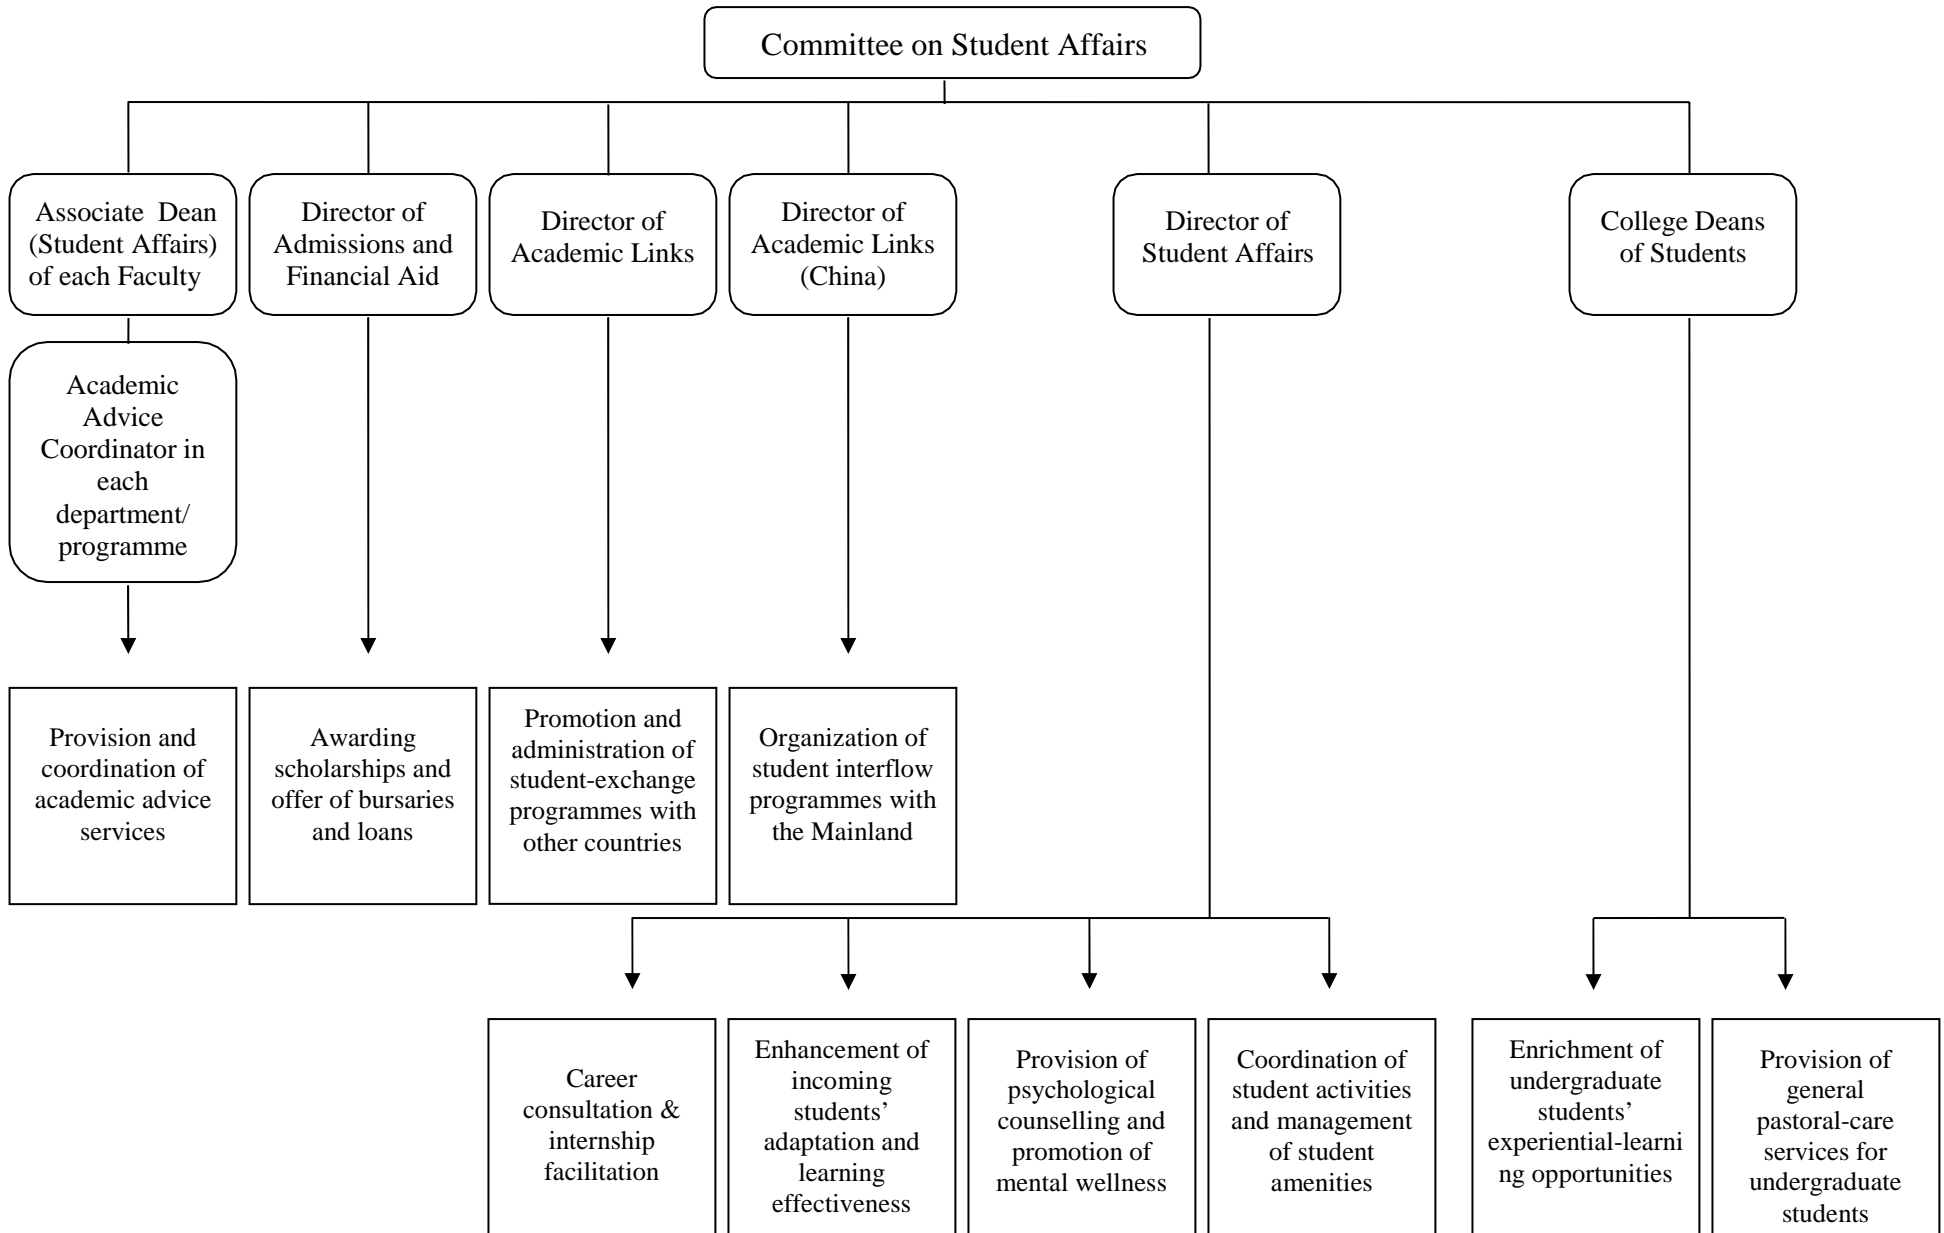 Committee on Student Affairs
Associate Dean
(Student Affairs)
of each Faculty
Director of
Admissions and
Financial Aid
Director of
Academic Links
Director of
Academic Links
(China)
Director of
Student Affairs
College Deans
of Students
Academic
Advice
Coordinator in
each
department/
programme
Provision and
coordination of
academic advice
services
Awarding
scholarships and
offer of bursaries
and loans
Promotion and
administration of
student-exchange
programmes with
other countries
Organization of
student interflow
programmes with
the Mainland
Career
consultation &
internship
facilitation
Enhancement of
incoming
students’
adaptation and
learning
effectiveness
Provision of
psychological
counselling and
promotion of
mental wellness
Coordination of
student activities
and management
of student
amenities
Enrichment of
undergraduate
students’
experiential-learni
ng opportunities
Provision of
general
pastoral-care
services for
undergraduate
students